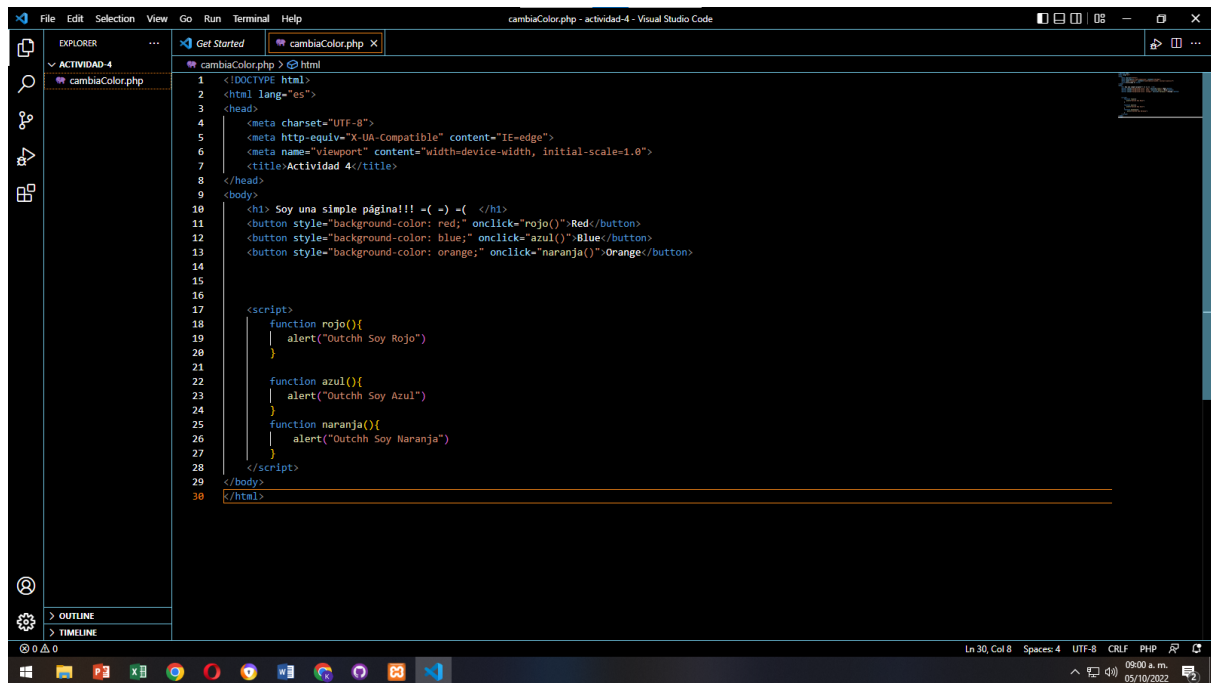 File Edit Selection View Go Run Terminal Help
cambiaColor.php - actividad-4 - Visual Studio Code
EXPLORER
Get Started
cambiaColor.php
ACTIVIDAD-4
cambiaColor.php
cambiaColor.php > html
1 <!DOCTYPE html>
2 <html lang="es">
3 <head>
4 <meta charset="UTF-8">
5 <meta http-equiv="X-UA-Compatible" content="IE=edge">
6 <meta name="viewport" content="width=device-width, initial-scale=1.0">
7 <title>Actividad 4</title>
8 </head>
9 <body>
10 <h1> Soy una simple página!!! =( =) =( </h1>
11 <button style="background-color: red;" onclick="rojo()">Red</button>
12 <button style="background-color: blue;" onclick="azul()">Blue</button>
13 <button style="background-color: orange;" onclick="naranja()">Orange</button>
14
15
16
17 <script>
18 function rojo(){
19 alert("Outchh Soy Rojo")
20 }
21
22 function azul(){
23 alert("Outchh Soy Azul")
24 }
25 function naranja(){
26 alert("Outchh Soy Naranja")
27 }
28 </script>
29 </body>
30 </html>
OUTLINE
TIMELINE
0 0
Ln 30, Col 8 Spaces: 4 UTF-8 CRLF PHP
09:00 a. m.
05/10/2022
2